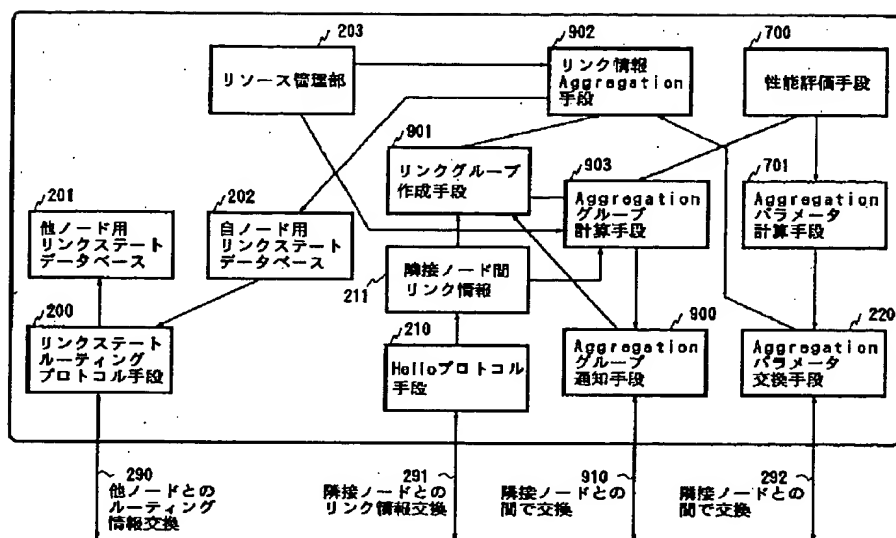 203
リソース管理部
902
リンク情報
Aggregation
手段
700
性能評価手段
901
リンクグループ
作成手段
903
Aggregation
グループ
計算手段
701
Aggregation
パラメータ
計算手段
201
他ノード用
リンクステート
データベース
202
自ノード用
リンクステート
データベース
211
隣接ノード間
リンク情報
200
リンクステート
ルーティング
プロトコル手段
210
Helloプロトコル
手段
900
Aggregation
グループ
通知手段
220
Aggregation
パラメータ
交換手段
290
他ノードとの
ルーティング
情報交換
291
隣接ノードとの
リンク情報交換
910
隣接ノードとの
間で交換
292
隣接ノードとの
間で交換